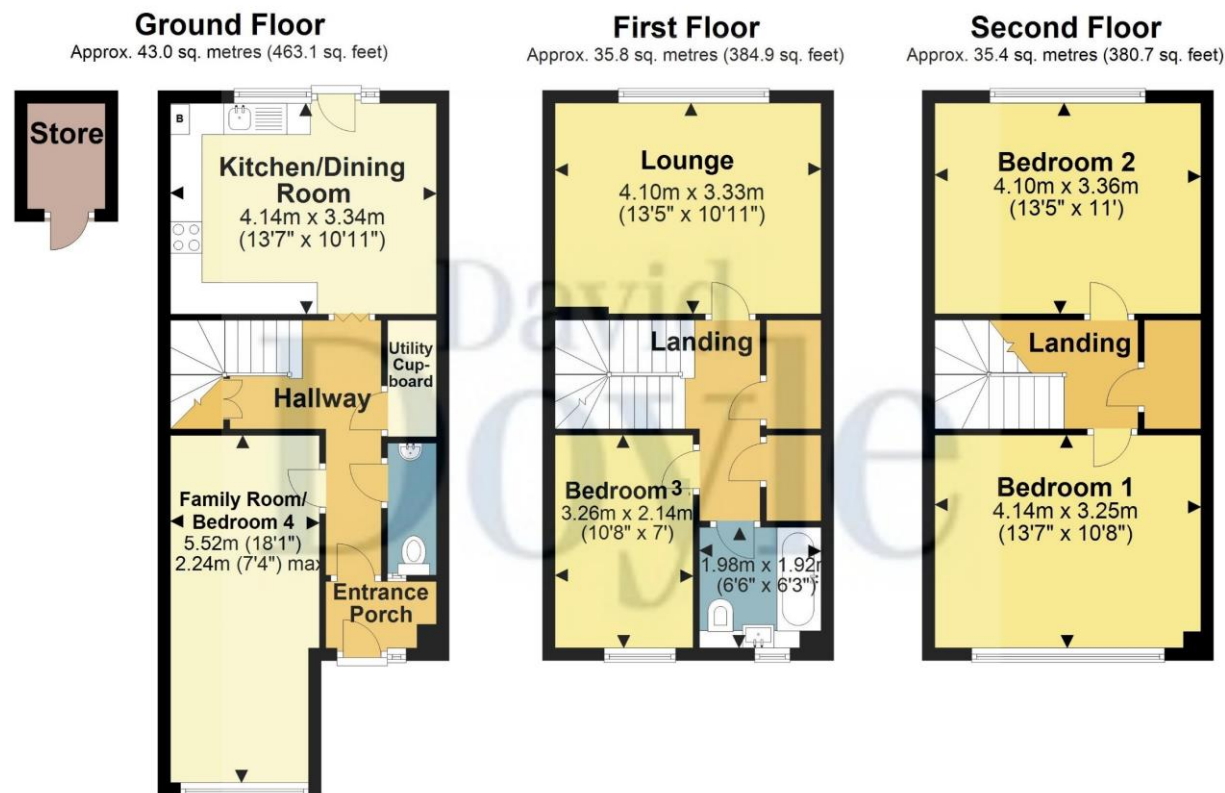 Ground Floor
Approx. 43.0 sq. metres (463.1 sq. feet)
Store
B
Kitchen/Dining
Room
4.14m x 3.34m
(13'7" x 10'11")
Utility
Cup-
board
Hallway
Family Room/
Bedroom 4
5.52m (18'1")
2.24m (7'4") max
Entrance
Porch
First Floor
Approx. 35.8 sq. metres (384.9 sq. feet)
Lounge
4.10m x 3.33m
(13'5" x 10'11")
Landing
Bedroom 3
3.26m x 2.14m
(10'8" x 7')
1.98m x 1.92m
(6'6" x 6'3")
Second Floor
Approx. 35.4 sq. metres (380.7 sq. feet)
Bedroom 2
4.10m x 3.36m
(13'5" x 11')
Landing
Bedroom 1
4.14m x 3.25m
(13'7" x 10'8")
David
Doyle